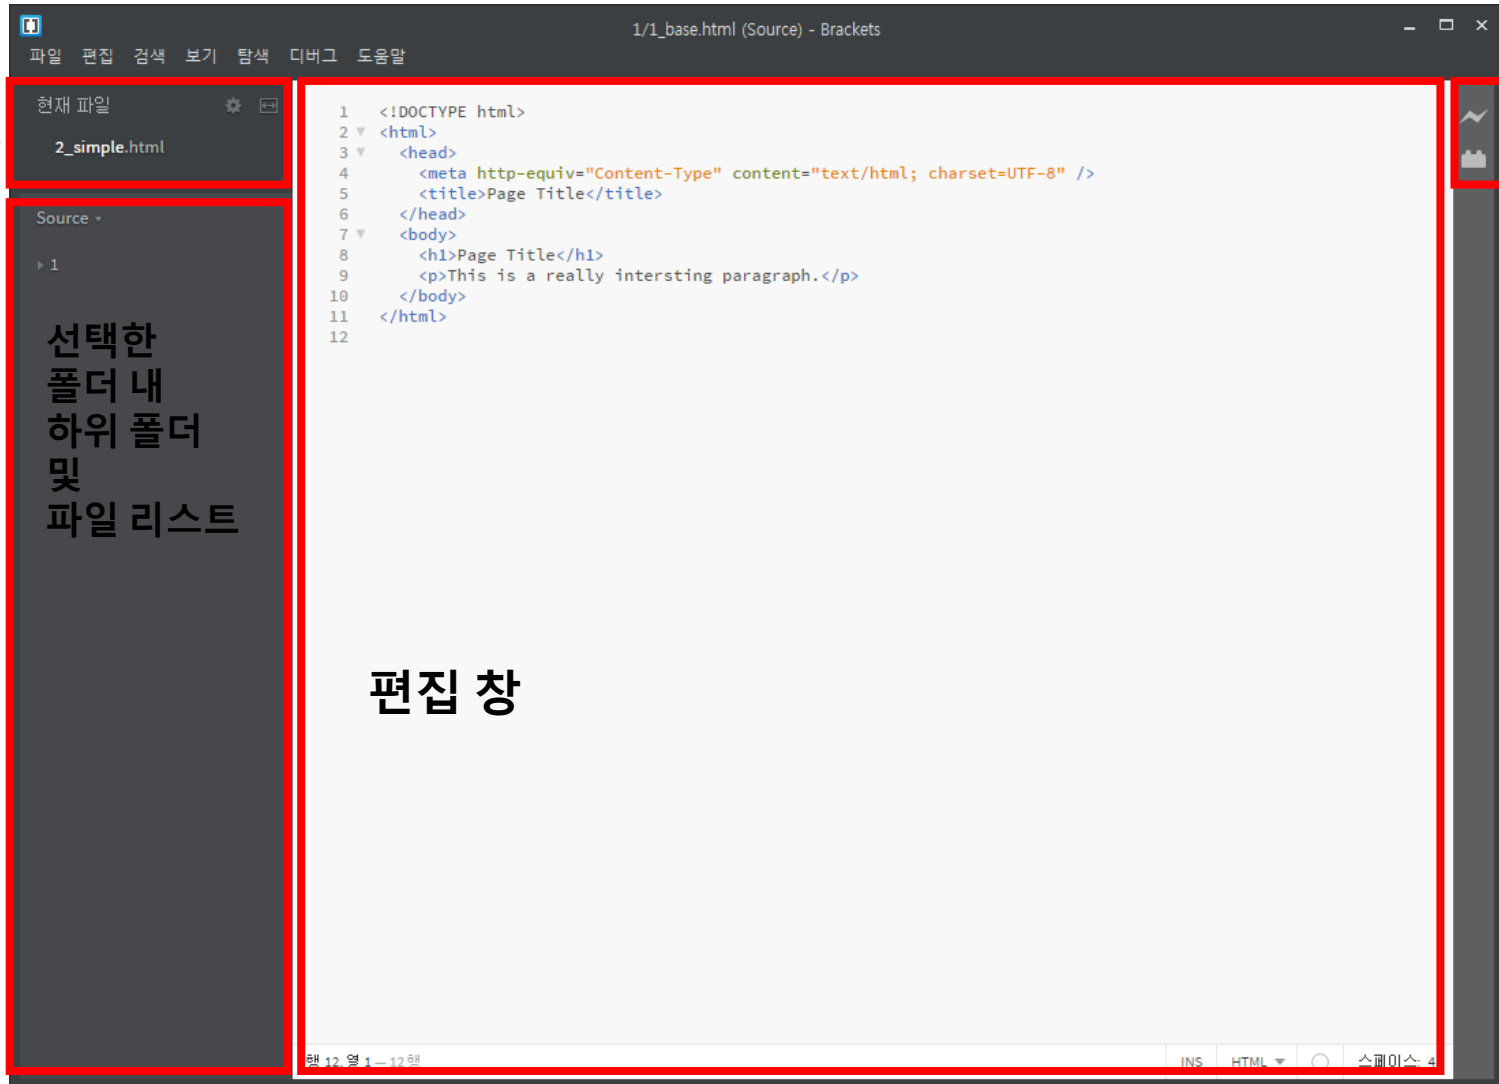 1/1_base.html (Source) - Brackets
파일 편집 검색 보기 탐색 디버그 도움말
현재 파일
2_simple.html
Source
1
선택한
폴더 내
하위 폴더
및
파일 리스트
1 <!DOCTYPE html>
2 <html>
3 <head>
4 <meta http-equiv="Content-Type" content="text/html; charset=UTF-8" />
5 <title>Page Title</title>
6 </head>
7 <body>
8 <h1>Page Title</h1>
9 <p>This is a really intersting paragraph.</p>
10 </body>
11 </html>
12
편집 창
행 12, 열 1 — 12 행
INS HTML 스페이스: 4